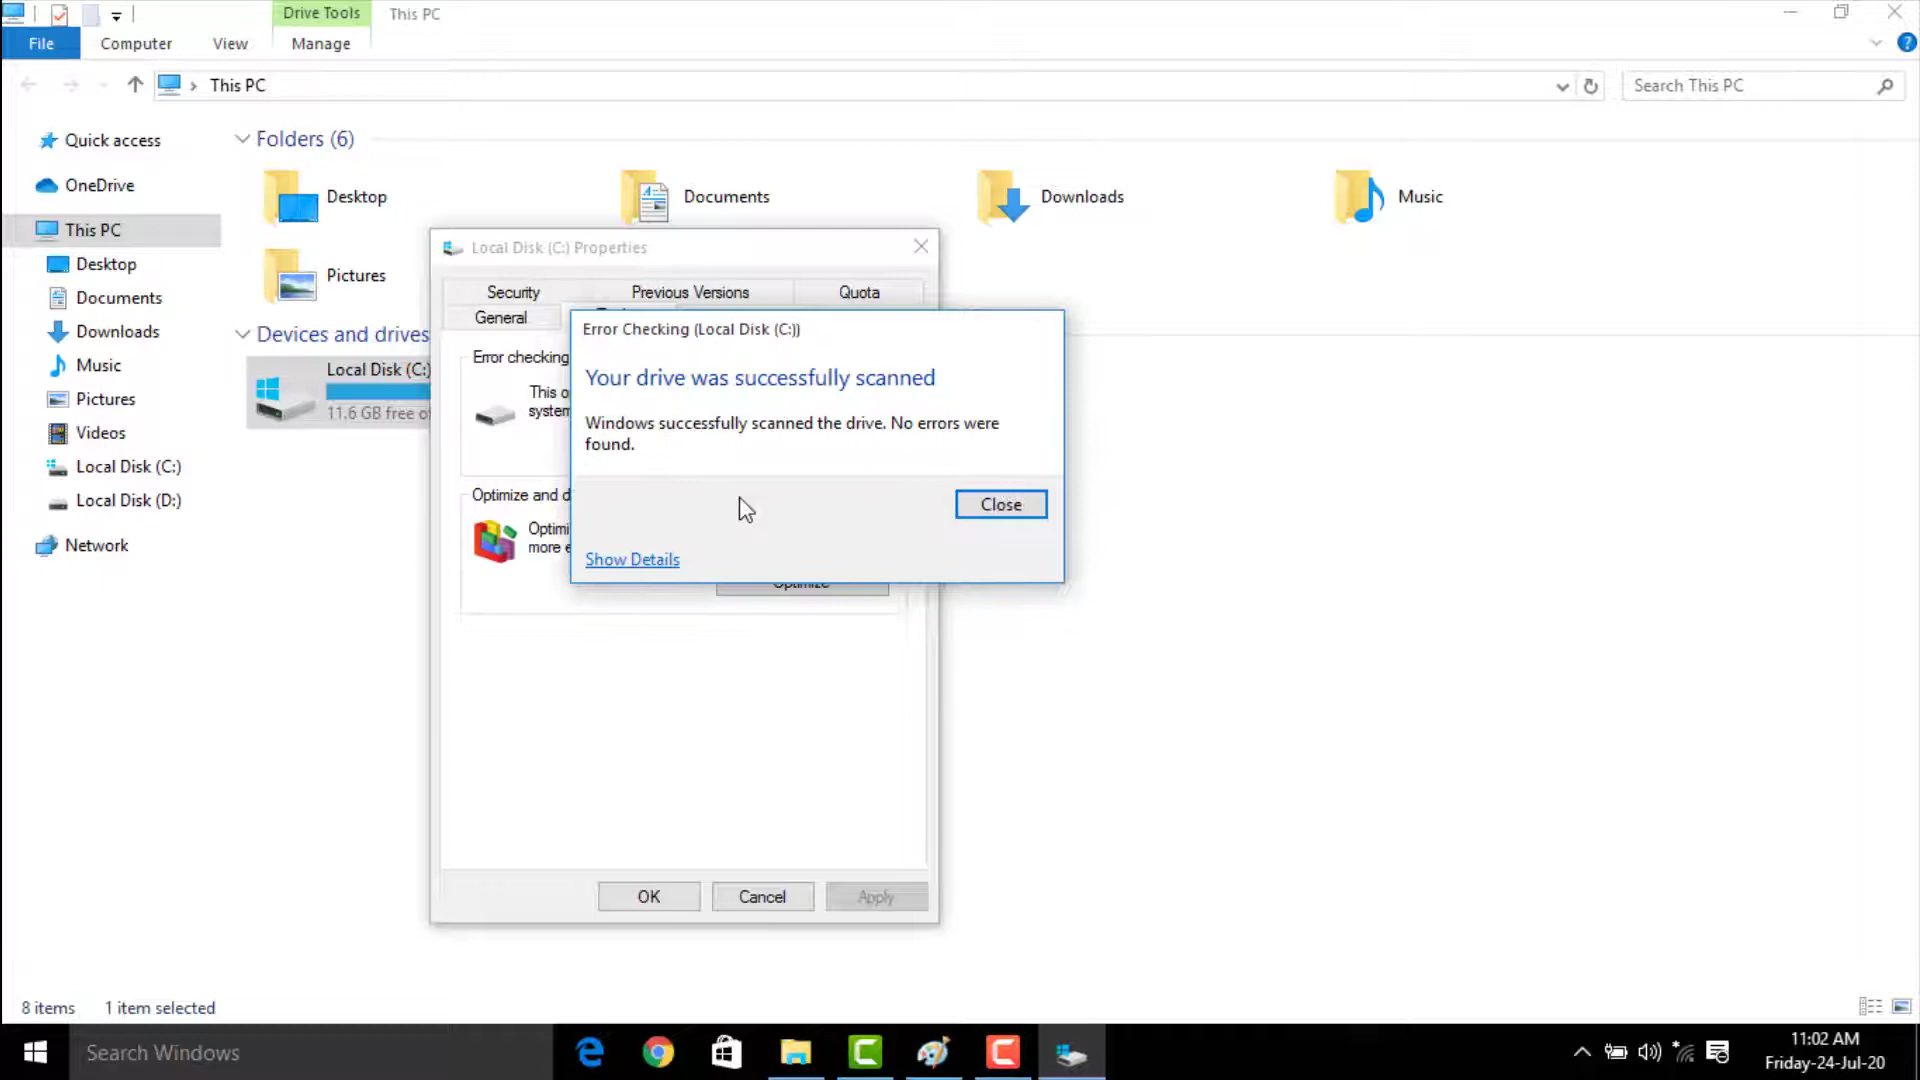 Drive Tools
This PC
File
Computer
View
Manage
This PC
Search This PC
Quick access
OneDrive
This PC
Desktop
Documents
Downloads
Music
Pictures
Videos
Local Disk (C:)
Local Disk (D:)
Network
Folders (6)
Desktop
Documents
Downloads
Music
Pictures
Devices and drives
Local Disk (C:)
11.6 GB free o
Local Disk (C:) Properties
Security
Previous Versions
Quota
General
Error checking
This o
system
Optimize and d
Optimi
more e
Optimize
Error Checking (Local Disk (C:))
Your drive was successfully scanned
Windows successfully scanned the drive. No errors were
found.
Close
Show Details
OK
Cancel
Apply
8 items
1 item selected
Search Windows
11:02 AM
Friday-24-Jul-20